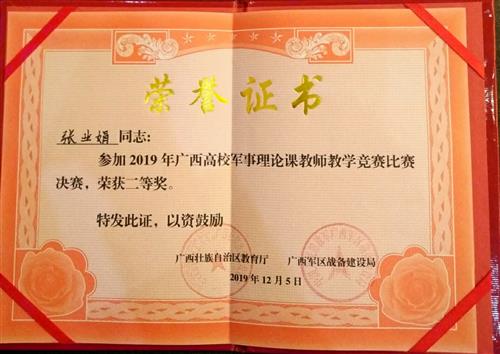 荣誉证书
张业娟 同志：
参加2019年广西高校军事理论课教师教学竞赛比赛
决赛，荣获二等奖。
特发此证，以资鼓励
广西壮族自治区教育厅 广西军区战备建设局
2019年12月5日